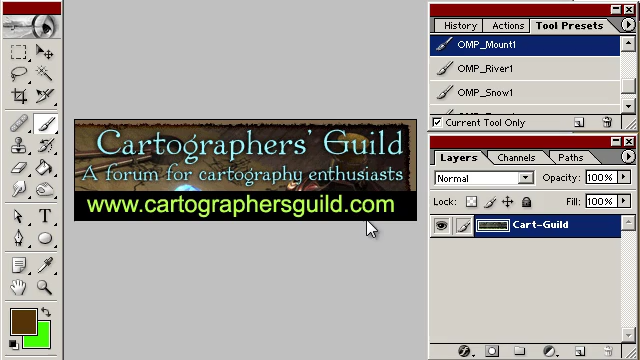 History
Actions
Tool Presets
OMP_Mount1
OMP_River1
OMP_Snow1
Current Tool Only
Cartographers' Guild
A forum for cartography enthusiasts
www.cartographersguild.com
Layers
Channels
Paths
Normal
Opacity: 100%
Lock:
Fill: 100%
Cart-Guild
T